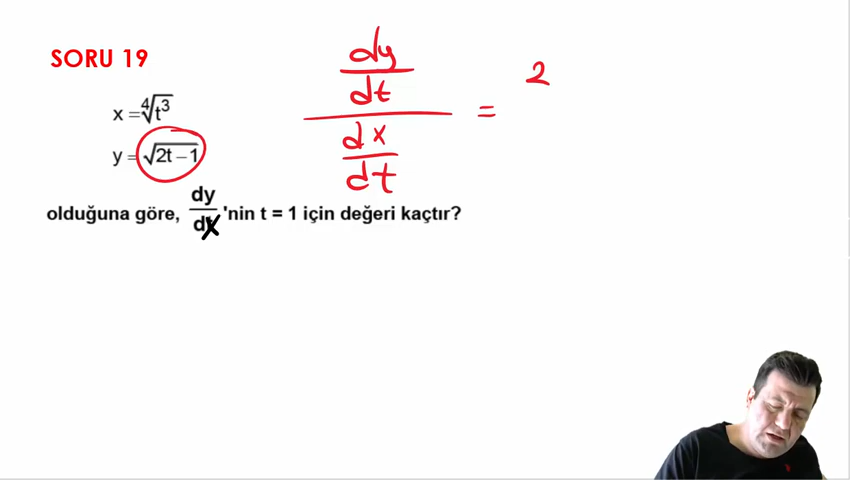 SORU 19
x = ⁴√t³
y = √2t − 1
olduğuna göre, dy/dx 'nin t = 1 için değeri kaçtır?
dy/dt
dx/dt
= 2